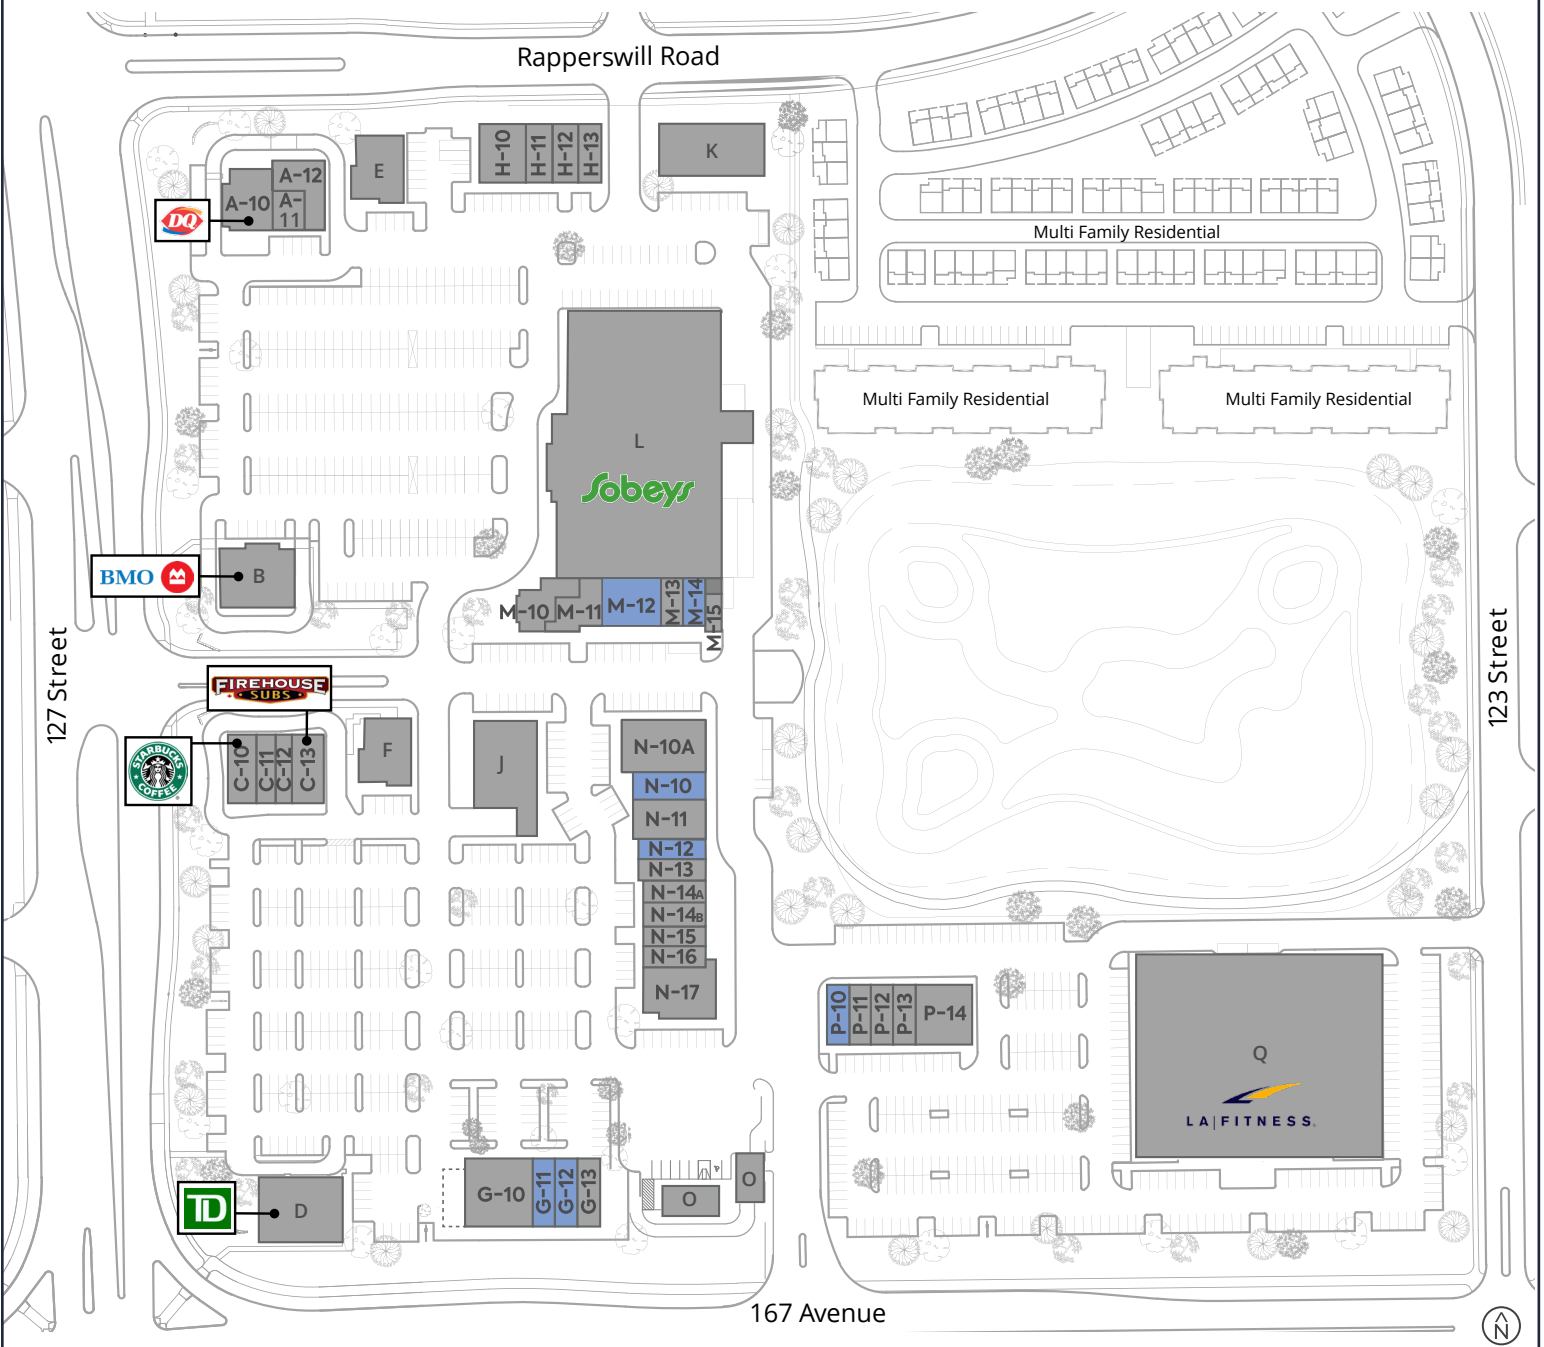 Rapperswill Road
H-10
H-11
H-12
H-13
K
E
A-12
A-10
A-
11
DQ
Multi Family Residential
Multi Family Residential
Multi Family Residential
L
Sobeys
BMO
B
M-10
M-11
M-12
M-13
M-14
M-15
127 Street
123 Street
FIREHOUSE
SUBS
STARBUCKS
COFFEE
C-10
C-11
C-12
C-13
F
J
N-10A
N-10
N-11
N-12
N-13
N-14A
N-14B
N-15
N-16
N-17
P-10
P-11
P-12
P-13
P-14
Q
LA|FITNESS
TD
D
G-10
G-11
G-12
G-13
O
O
167 Avenue
N